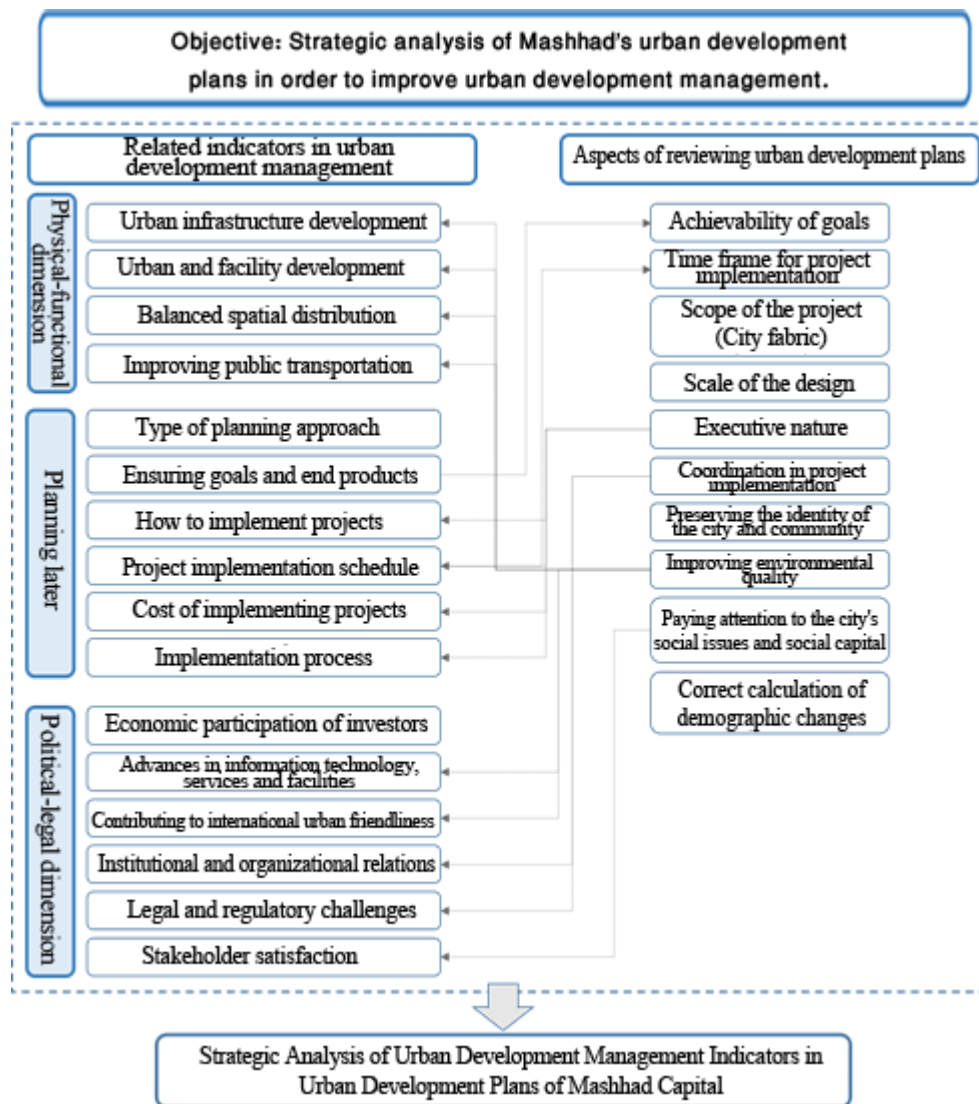 Objective: Strategic analysis of Mashhad's urban development
plans in order to improve urban development management.
Related indicators in urban
development management
Aspects of reviewing urban development plans
Physical-functional
dimension
Urban infrastructure development
Urban and facility development
Balanced spatial distribution
Improving public transportation
Planning later
Type of planning approach
Ensuring goals and end products
How to implement projects
Project implementation schedule
Cost of implementing projects
Implementation process
Political-legal dimension
Economic participation of investors
Advances in information technology,
services and facilities
Contributing to international urban friendliness
Institutional and organizational relations
Legal and regulatory challenges
Stakeholder satisfaction
Achievability of goals
Time frame for project
implementation
Scope of the project
(City fabric)
Scale of the design
Executive nature
Coordination in project
implementation
Preserving the identity of
the city and community
Improving environmental
quality
Paying attention to the city's
social issues and social capital
Correct calculation of
demographic changes
Strategic Analysis of Urban Development Management Indicators in
Urban Development Plans of Mashhad Capital